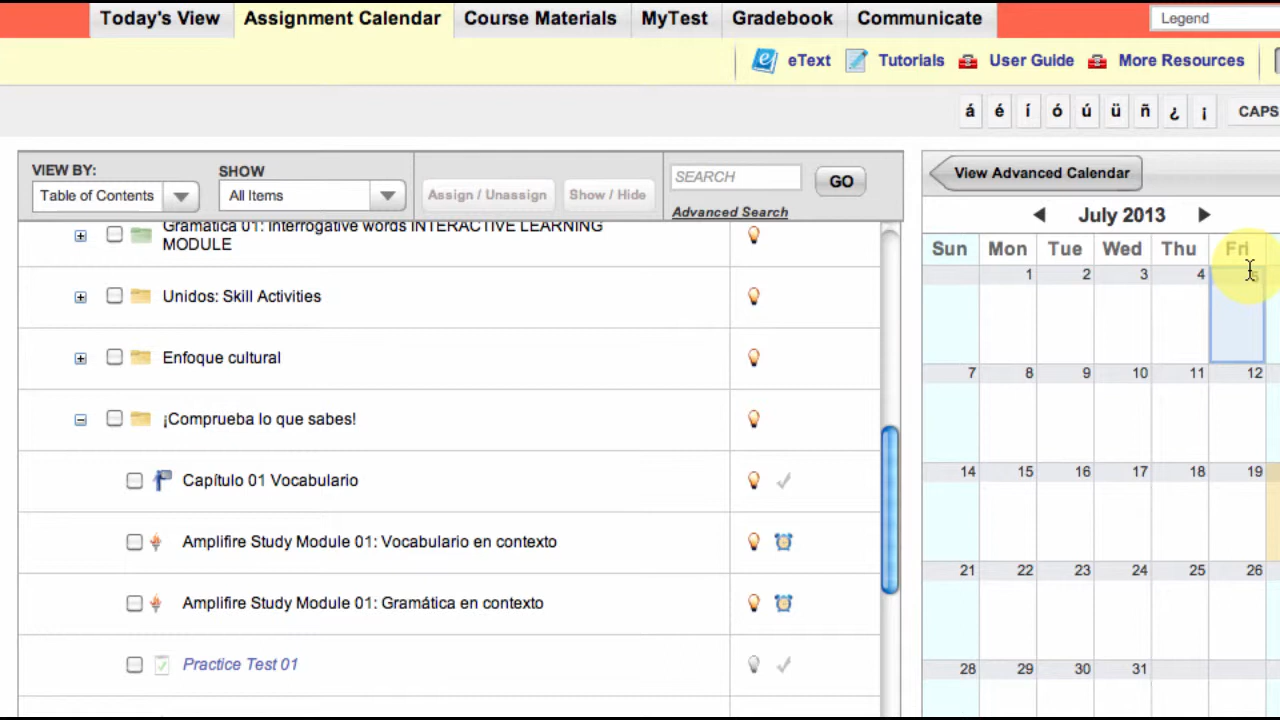 Today's View Assignment Calendar Course Materials MyTest Gradebook Communicate Legend
eText Tutorials User Guide More Resources
á é í ó ú ü ñ ¿ ¡ CAPS
VIEW BY: SHOW
Table of Contents All Items Assign / Unassign Show / Hide SEARCH GO
Advanced Search
Gramática 01: Interrogative words INTERACTIVE LEARNING
MODULE
Unidos: Skill Activities
Enfoque cultural
¡Comprueba lo que sabes!
Capítulo 01 Vocabulario
Amplifire Study Module 01: Vocabulario en contexto
Amplifire Study Module 01: Gramática en contexto
Practice Test 01
View Advanced Calendar
July 2013
Sun Mon Tue Wed Thu Fri
1 2 3 4 5
7 8 9 10 11 12
14 15 16 17 18 19
21 22 23 24 25 26
28 29 30 31